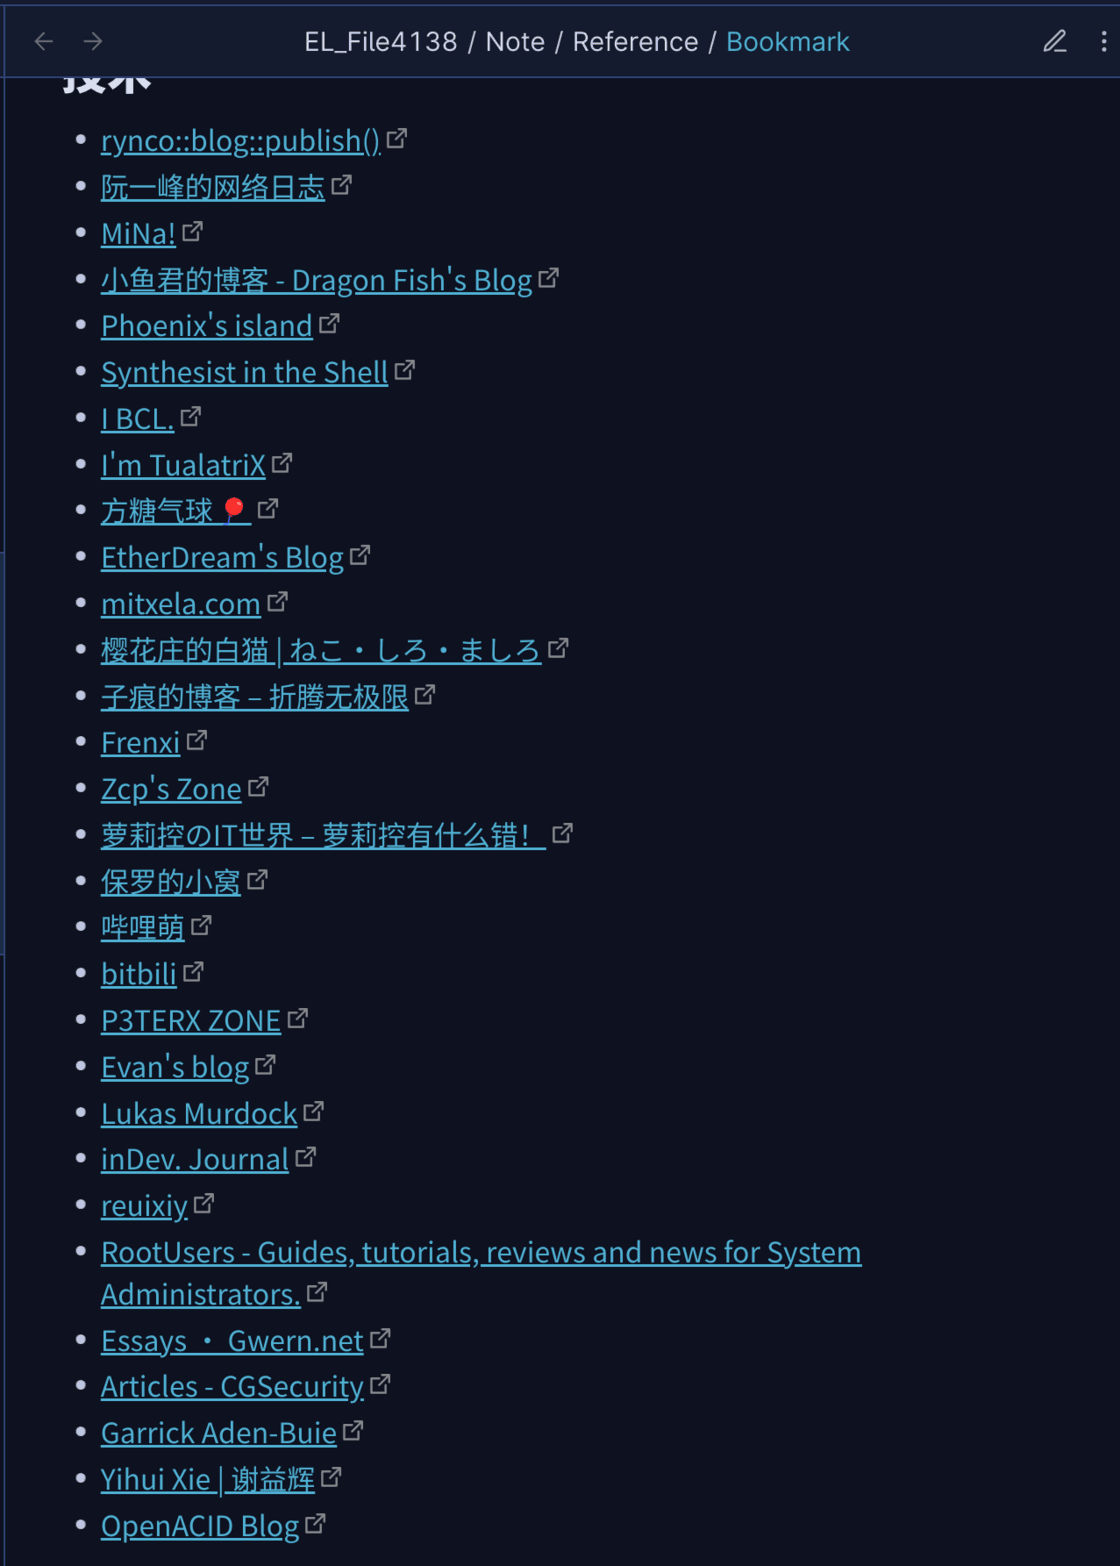 EL_File4138 / Note / Reference / Bookmark
技术
rynco::blog::publish()
阮一峰的网络日志
MiNa!
小鱼君的博客 - Dragon Fish's Blog
Phoenix's island
Synthesist in the Shell
I BCL.
I'm TualatriX
方糖气球🎈
EtherDream's Blog
mitxela.com
樱花庄的白猫 | ねこ・しろ・ましろ
子痕的博客 – 折腾无极限
Frenxi
Zcp's Zone
萝莉控のIT世界 – 萝莉控有什么错！
保罗的小窝
哔哩萌
bitbili
P3TERX ZONE
Evan's blog
Lukas Murdock
inDev. Journal
reuixiy
RootUsers - Guides, tutorials, reviews and news for System
Administrators.
Essays · Gwern.net
Articles - CGSecurity
Garrick Aden-Buie
Yihui Xie | 谢益辉
OpenACID Blog